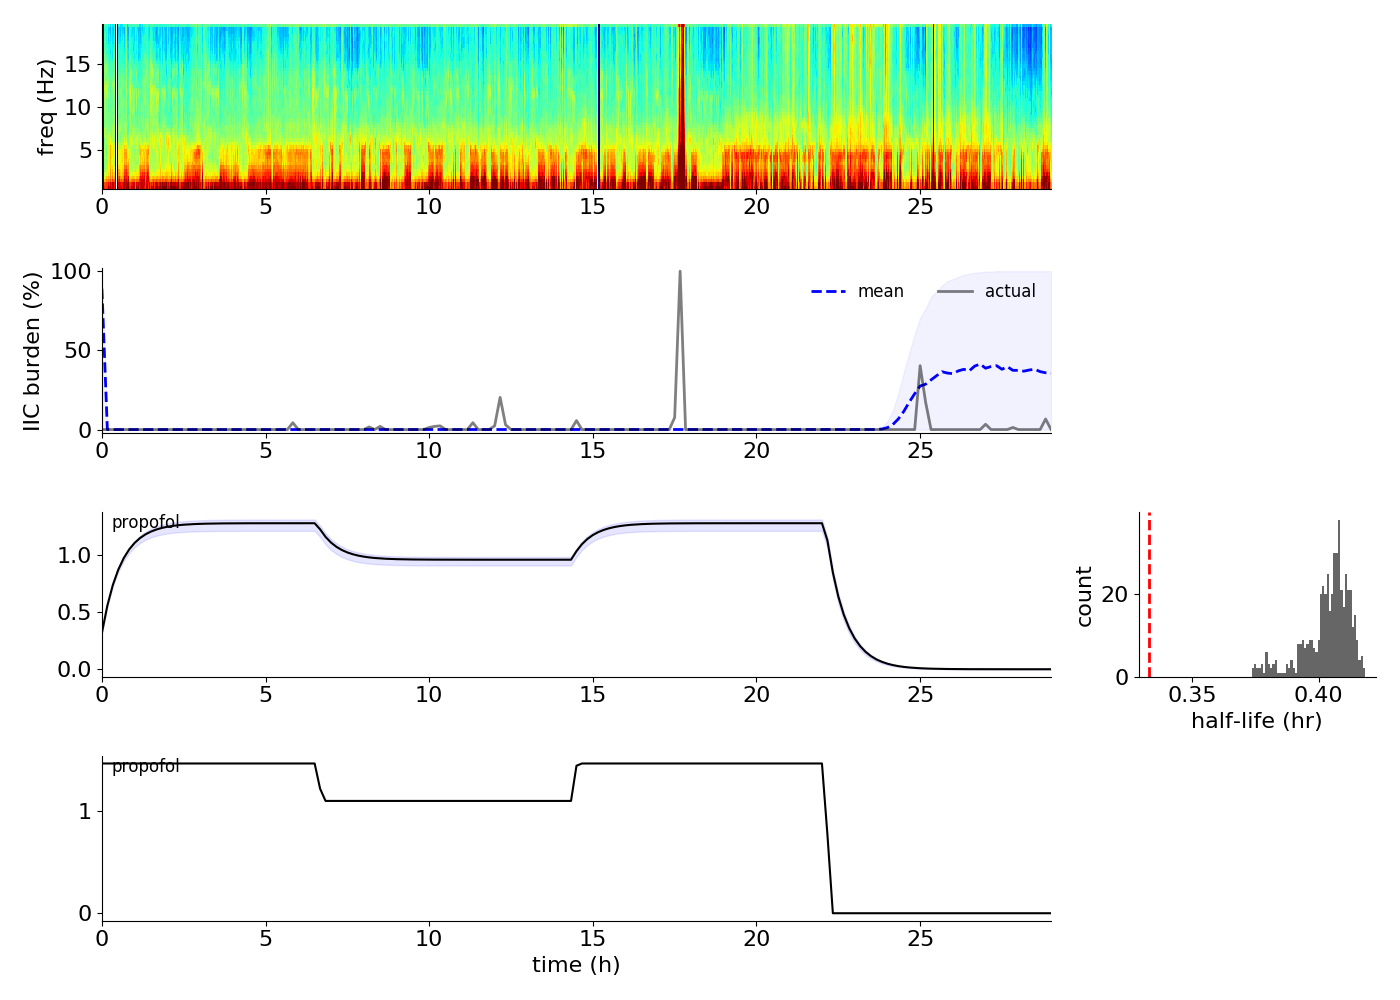 freq (Hz)
15
10
5
0 5 10 15 20 25
IIC burden (%)
100
50
0
mean actual
0 5 10 15 20 25
propofol
1.0
0.5
0.0
0 5 10 15 20 25
count
20
0
0.35 0.40
half-life (hr)
propofol
1
0
0 5 10 15 20 25
time (h)